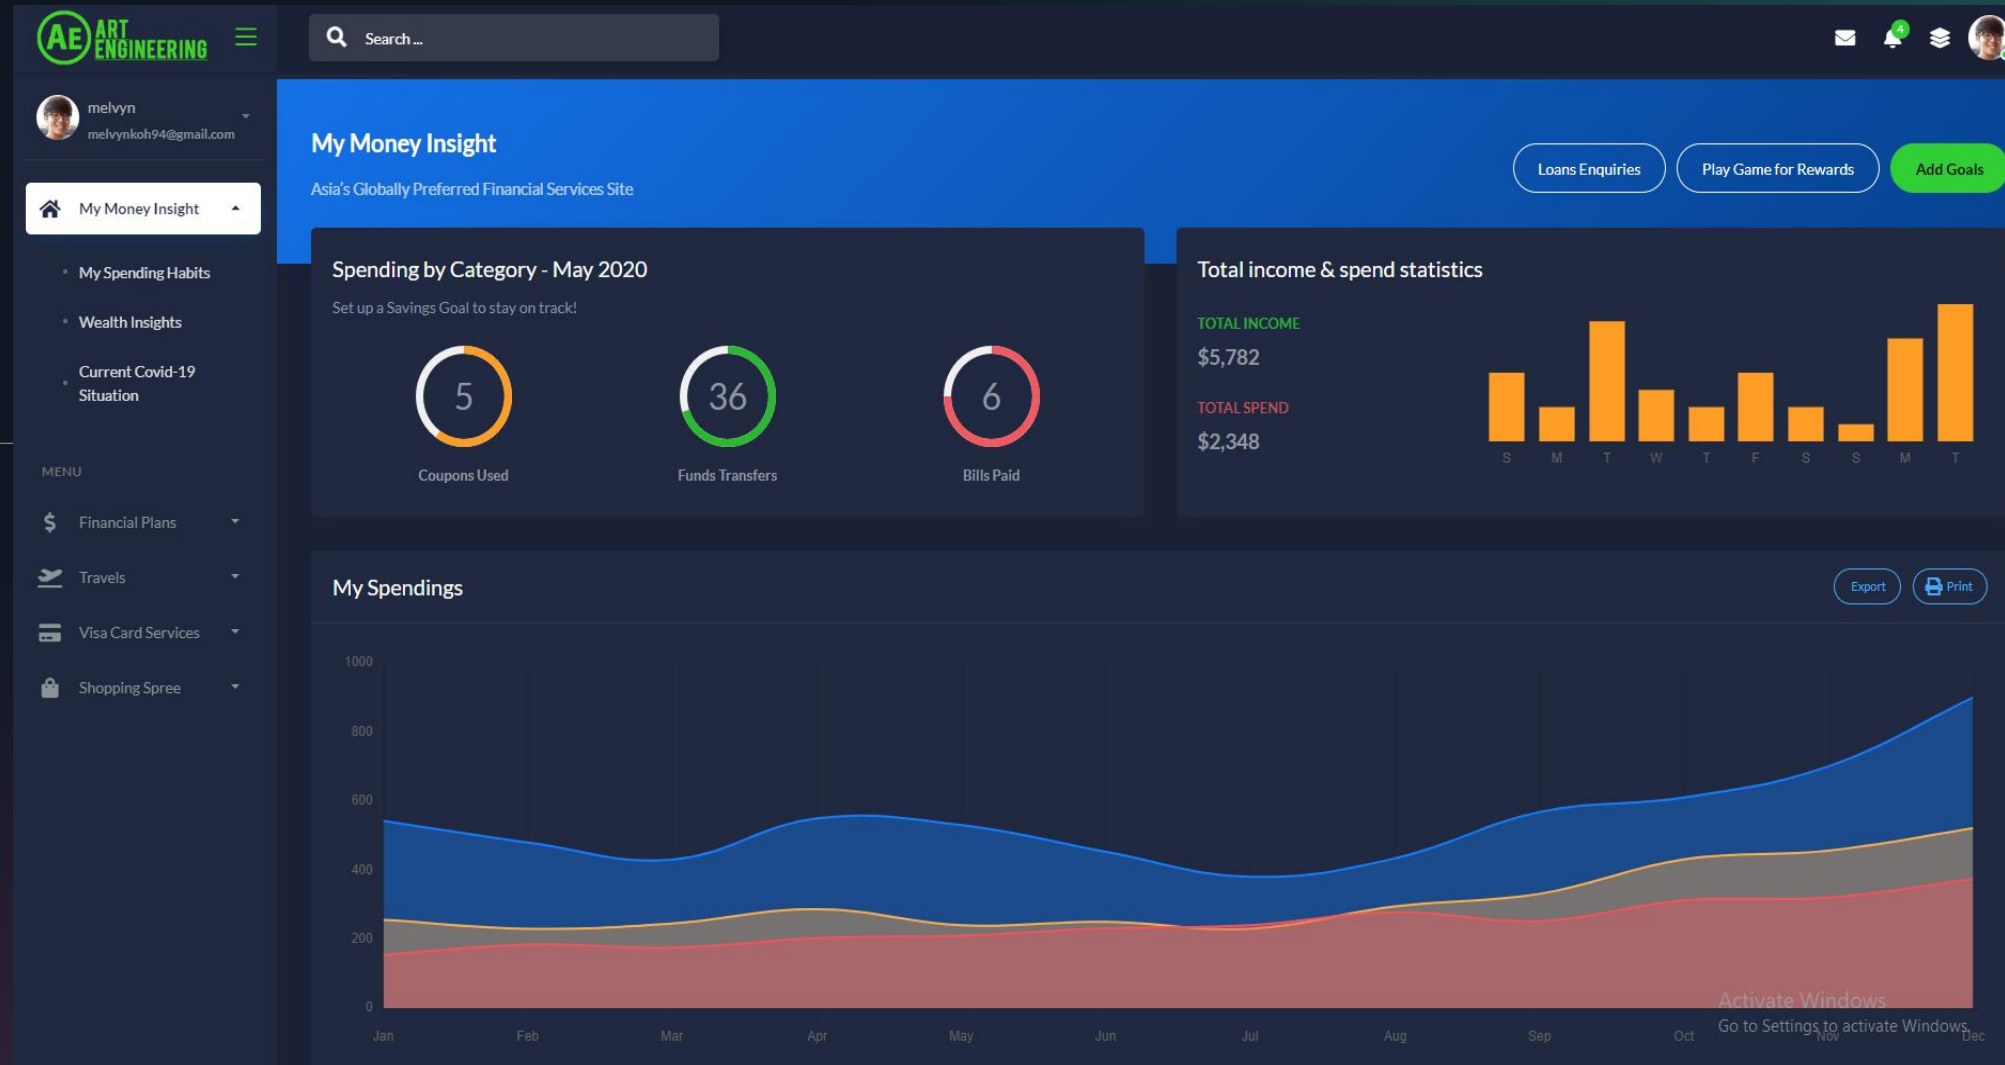 AE ART
ENGINEERING
Search ...
4
melvyn
melvynkoh94@gmail.com
My Money Insight
My Spending Habits
Wealth Insights
Current Covid-19
Situation
MENU
Financial Plans
Travels
Visa Card Services
Shopping Spree
My Money Insight
Asia's Globally Preferred Financial Services Site
Loans Enquiries
Play Game for Rewards
Add Goals
Spending by Category - May 2020
Set up a Savings Goal to stay on track!
5
36
6
Coupons Used
Funds Transfers
Bills Paid
Total income & spend statistics
TOTAL INCOME
$5,782
TOTAL SPEND
$2,348
S M T W T F S S M T
My Spendings
Export
Print
1000
800
600
400
200
0
Jan Feb Mar Apr May Jun Jul Aug Sep Oct Nov Dec
Activate Windows
Go to Settings to activate Windows.